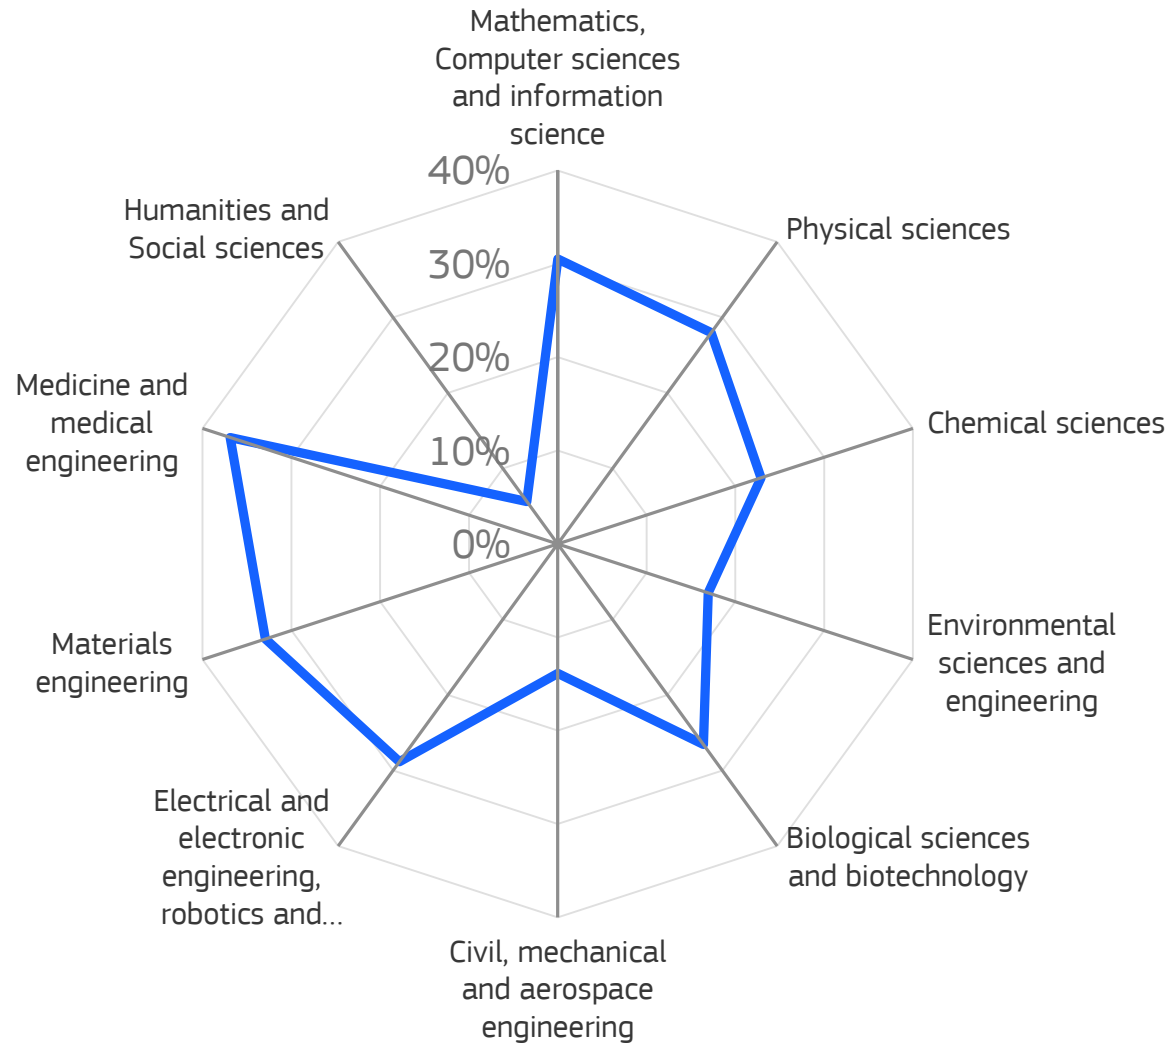 Mathematics,
Computer sciences
and information
science
40%
30%
20%
10%
0%
Physical sciences
Chemical sciences
Environmental
sciences and
engineering
Biological sciences
and biotechnology
Civil, mechanical
and aerospace
engineering
Electrical and
electronic
engineering,
robotics and...
Materials
engineering
Medicine and
medical
engineering
Humanities and
Social sciences